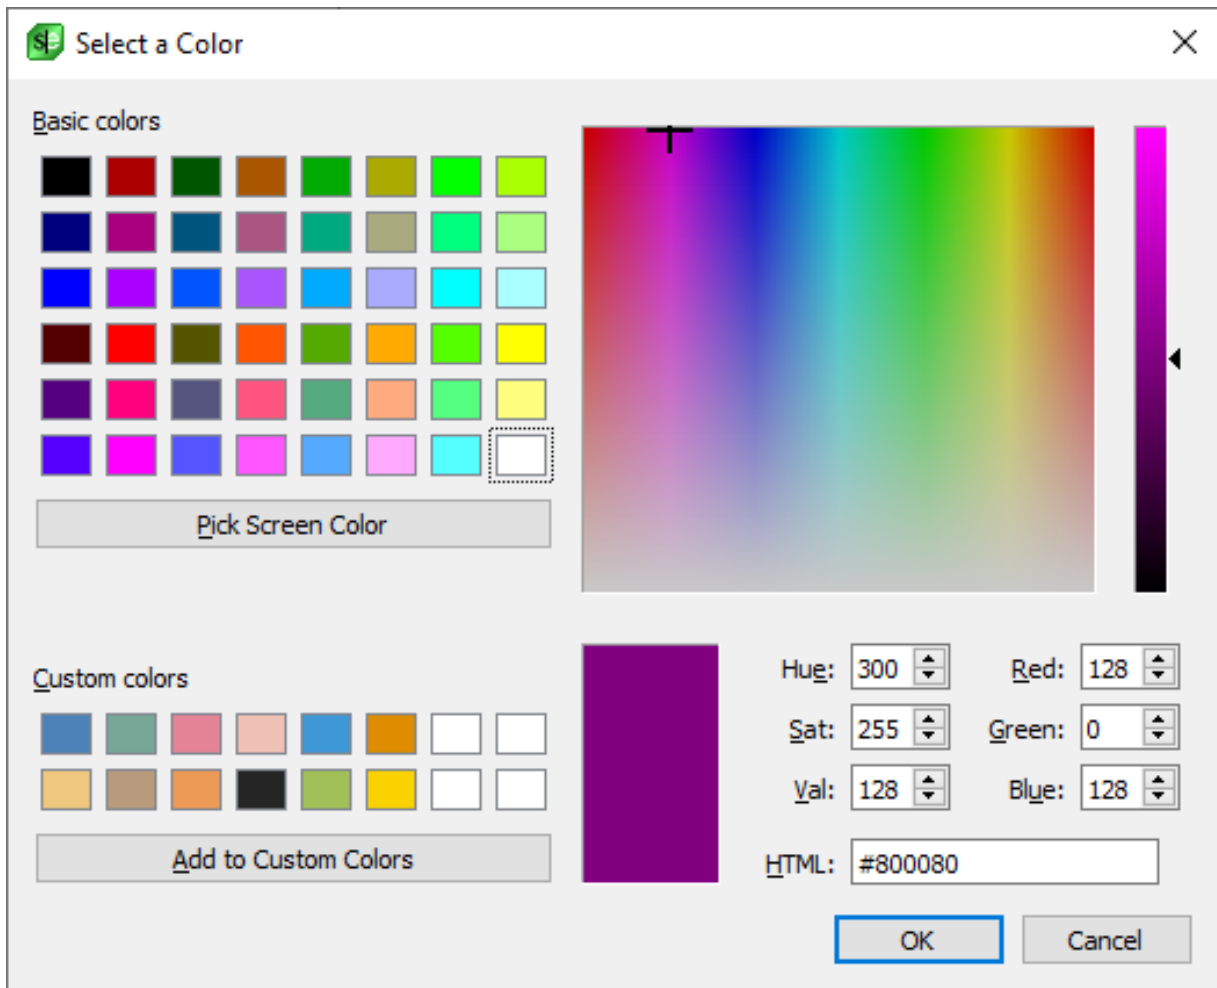 Se Select a Color
Basic colors
Pick Screen Color
Custom colors
Add to Custom Colors
Hue: 300 Red: 128
Sat: 255 Green: 0
Val: 128 Blue: 128
HTML: #800080
OK Cancel